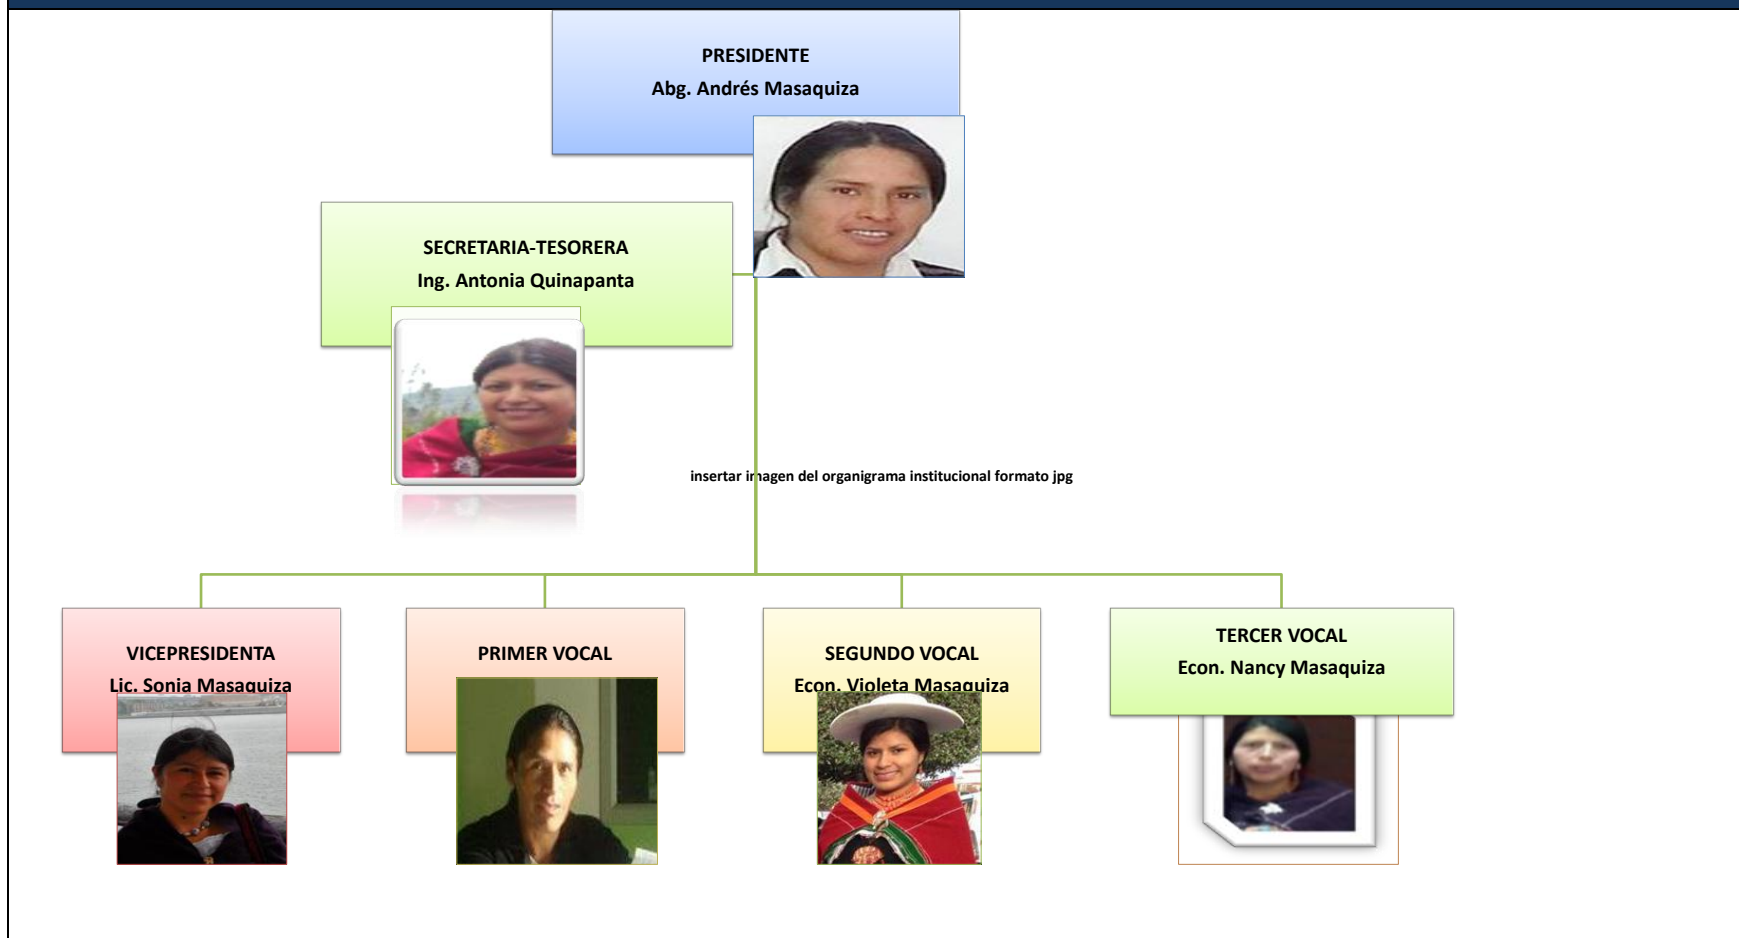 PRESIDENTE
Abg. Andrés Masaquiza
SECRETARIA-TESORERA
Ing. Antonia Quinapanta
insertar imagen del organigrama institucional formato jpg
VICEPRESIDENTA
Lic. Sonia Masaquiza
PRIMER VOCAL
SEGUNDO VOCAL
Econ. Violeta Masaquiza
TERCER VOCAL
Econ. Nancy Masaquiza